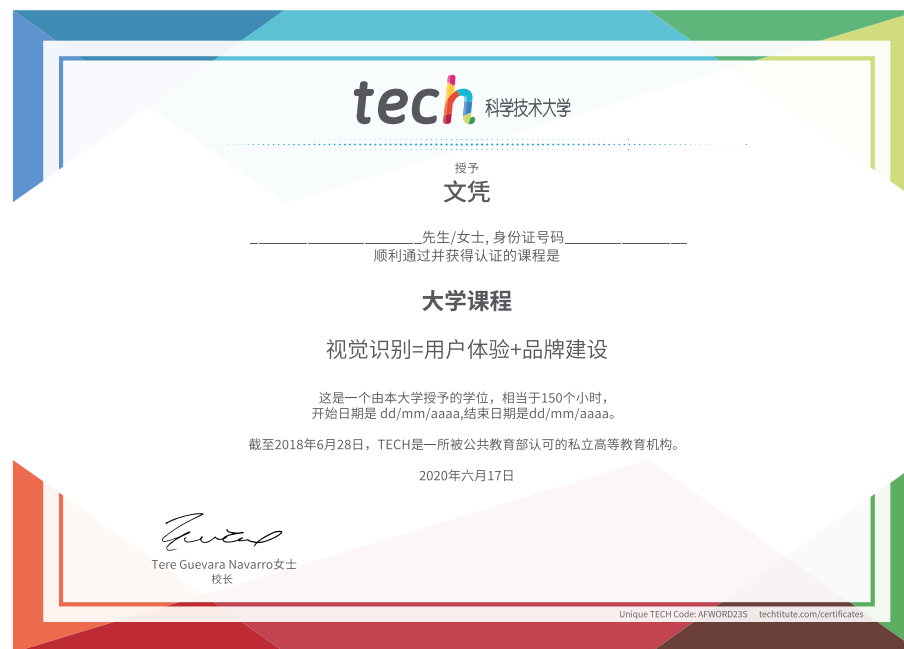 tech 科学技术大学
授予
文凭
____________________先生/女士, 身份证号码_______________
顺利通过并获得认证的课程是
大学课程
视觉识别=用户体验+品牌建设
这是一个由本大学授予的学位，相当于150个小时，
开始日期是 dd/mm/aaaa,结束日期是dd/mm/aaaa。
截至2018年6月28日，TECH是一所被公共教育部认可的私立高等教育机构。
2020年六月17日
Tere Guevara Navarro女士
校长
Unique TECH Code: AFWORD23S techtitute.com/certificates